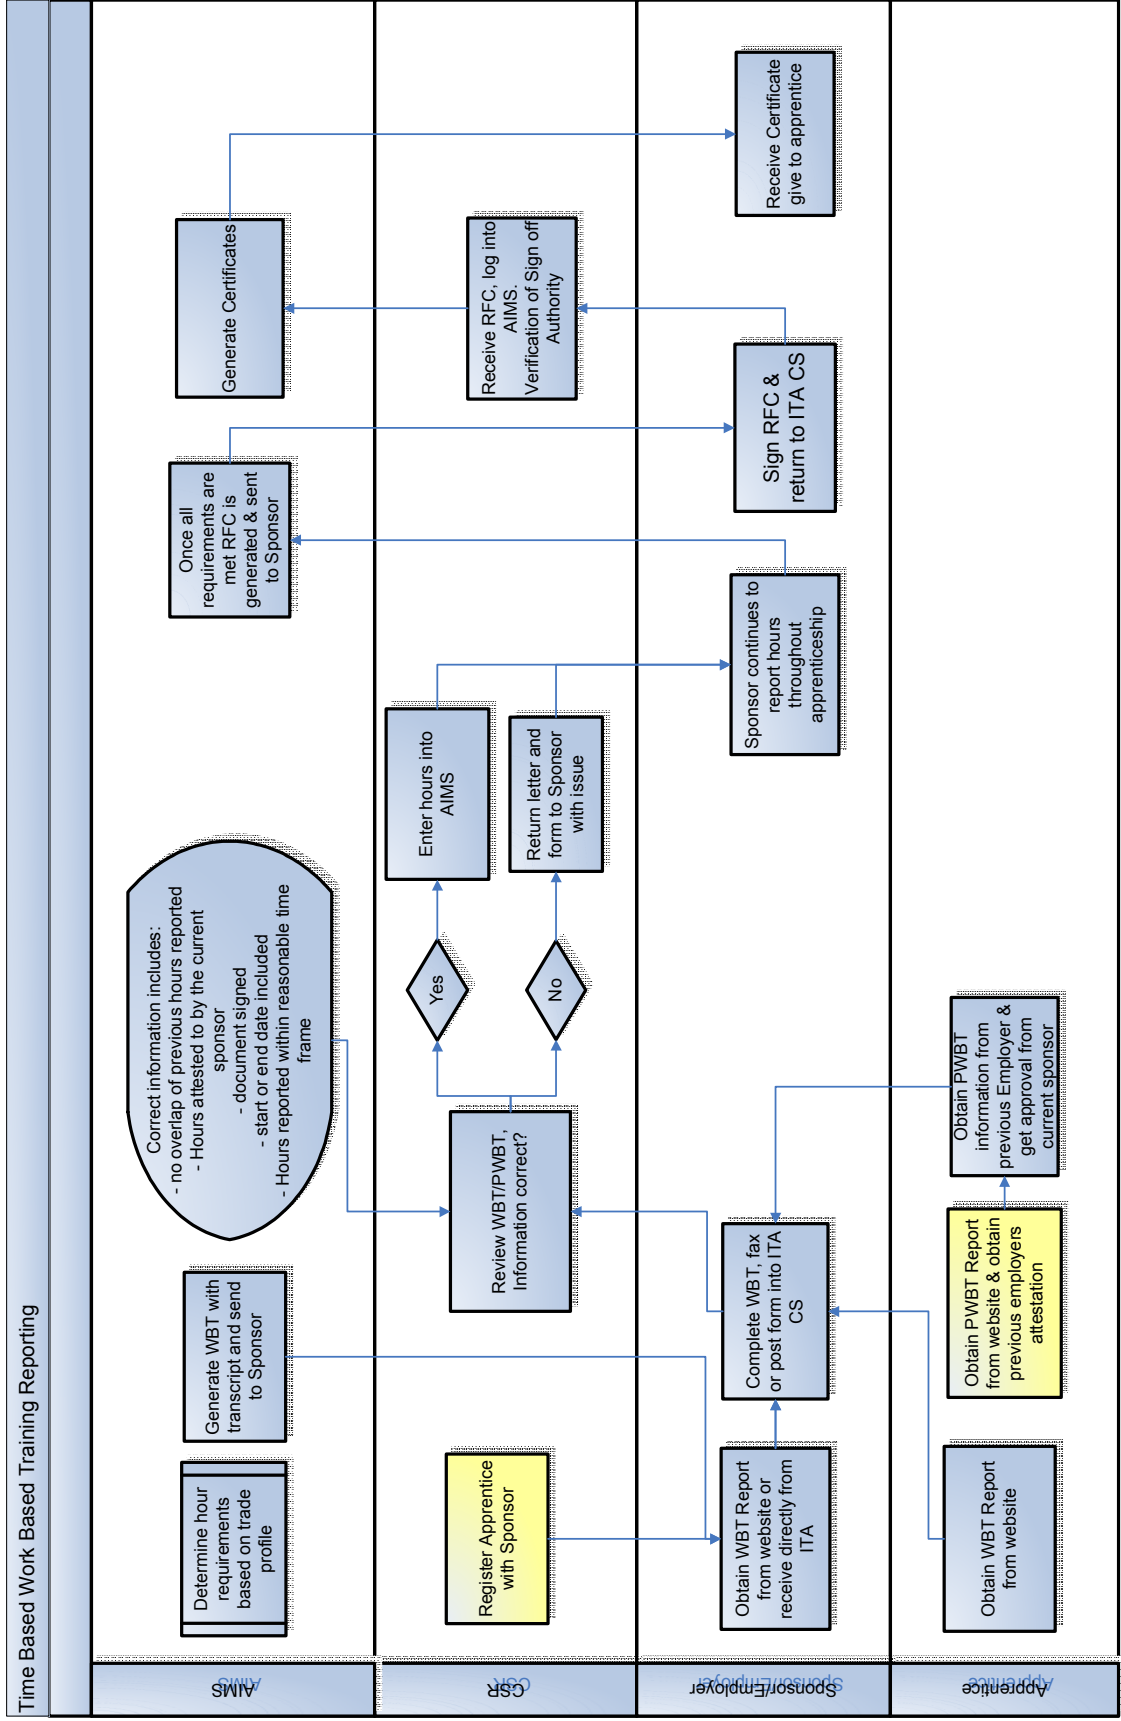 Time Based Work Based Training Reporting
AIMS
AIMS
Determine hour
requirements
based on trade
profile
Generate WBT with
transcript and send
to Sponsor
Correct information includes:
- no overlap of previous hours reported
- Hours attested to by the current
sponsor
- document signed
- start or end date included
- Hours reported within reasonable time
frame
Once all
requirements are
met RFC is
generated & sent
to Sponsor
Generate Certificates
CSR
CSR
Register Apprentice
with Sponsor
Review WBT/PWBT,
Information correct?
Yes
No
Enter hours into
AIMS
Return letter and
form to Sponsor
with issue
Receive RFC, log into
AIMS.
Verification of Sign off
Authority
Sponsor/Employer
Sponsor/Employer
Obtain WBT Report
from website or
receive directly from
ITA
Complete WBT, fax
or post form into ITA
CS
Sponsor continues to
report hours
throughout
apprenticeship
Sign RFC &
return to ITA CS
Receive Certificate
give to apprentice
Apprentice
Apprentice
Obtain WBT Report
from website
Obtain PWBT Report
from website & obtain
previous employers
attestation
Obtain PWBT
information from
previous Employer &
get approval from
current sponsor